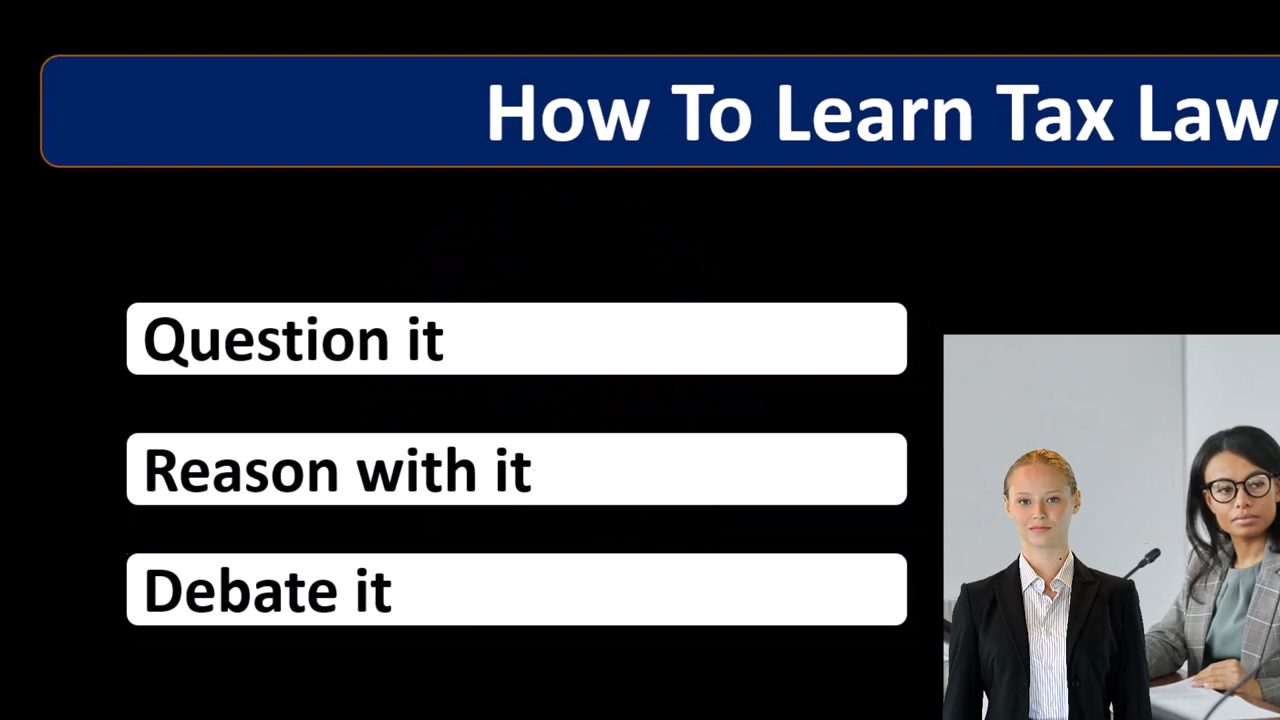 How To Learn Tax Law
Question it
Reason with it
Debate it